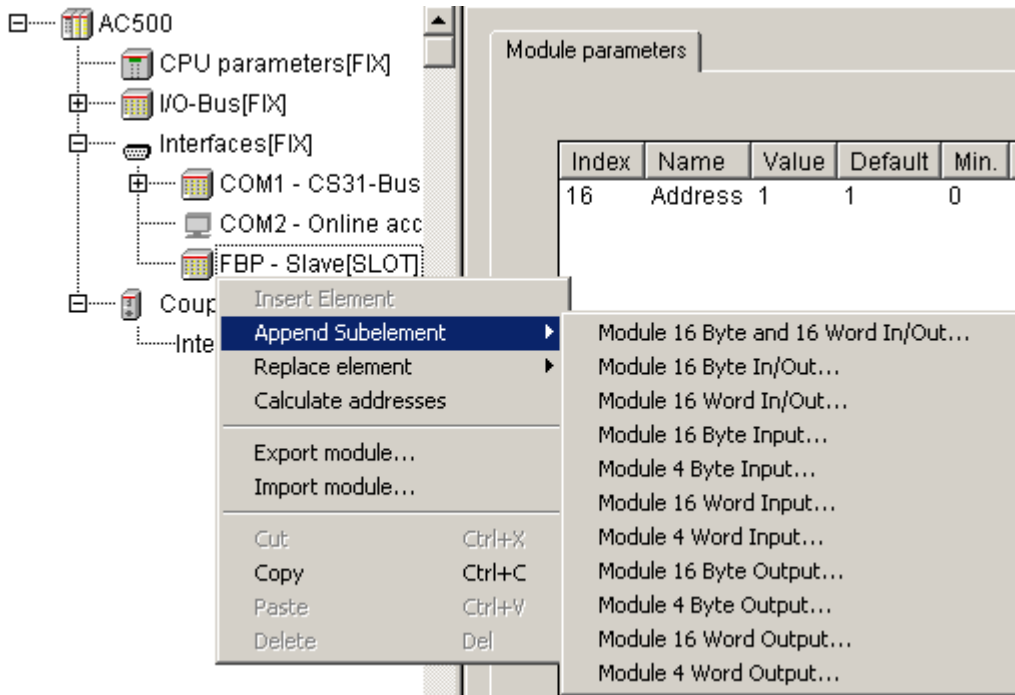 AC500
CPU parameters[FIX]
I/O-Bus[FIX]
Interfaces[FIX]
COM1 - CS31-Bus
COM2 - Online acc
FBP - Slave[SLOT]
Coup
Inte
Module parameters
Index Name Value Default Min.
16 Address 1 1 0
Insert Element
Append Subelement
Replace element
Calculate addresses
Export module...
Import module...
Cut Ctrl+X
Copy Ctrl+C
Paste Ctrl+V
Delete Del
Module 16 Byte and 16 Word In/Out...
Module 16 Byte In/Out...
Module 16 Word In/Out...
Module 16 Byte Input...
Module 4 Byte Input...
Module 16 Word Input...
Module 4 Word Input...
Module 16 Byte Output...
Module 4 Byte Output...
Module 16 Word Output...
Module 4 Word Output...